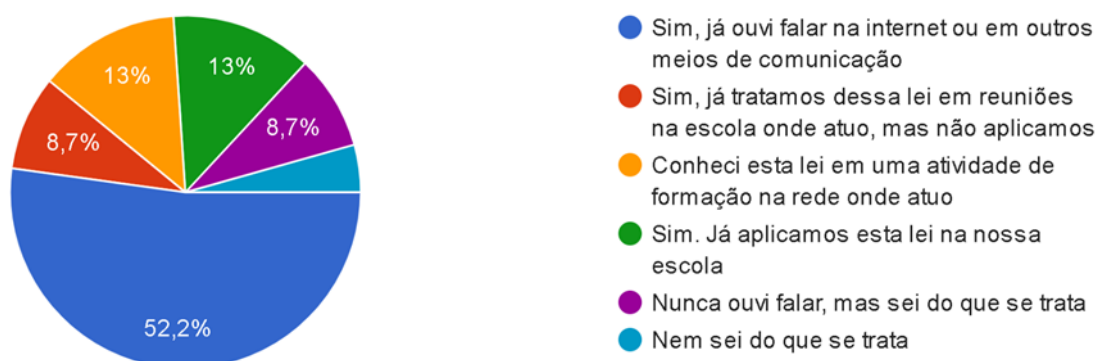 13%
13%
8,7%
8,7%
52,2%
Sim, já ouvi falar na internet ou em outros
meios de comunicação
Sim, já tratamos dessa lei em reuniões
na escola onde atuo, mas não aplicamos
Conheci esta lei em uma atividade de
formação na rede onde atuo
Sim. Já aplicamos esta lei na nossa
escola
Nunca ouvi falar, mas sei do que se trata
Nem sei do que se trata